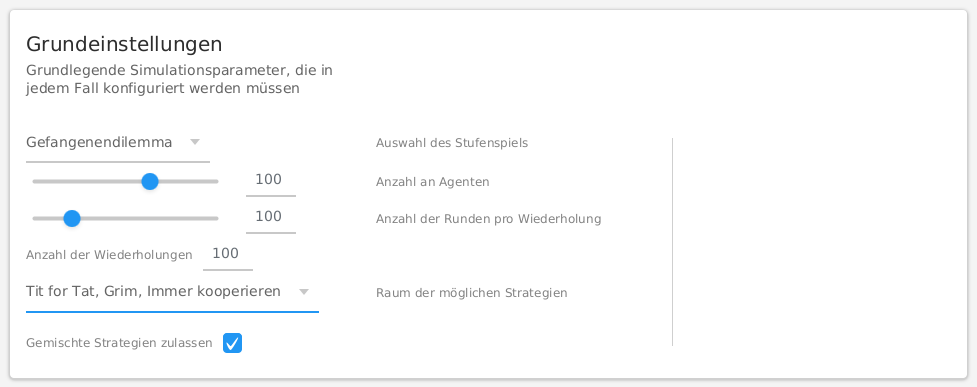 Grundeinstellungen
Grundlegende Simulationsparameter, die in
jedem Fall konfiguriert werden müssen
Gefangenendilemma
Auswahl des Stufenspiels
100
Anzahl an Agenten
100
Anzahl der Runden pro Wiederholung
Anzahl der Wiederholungen 100
Tit for Tat, Grim, Immer kooperieren
Raum der möglichen Strategien
Gemischte Strategien zulassen